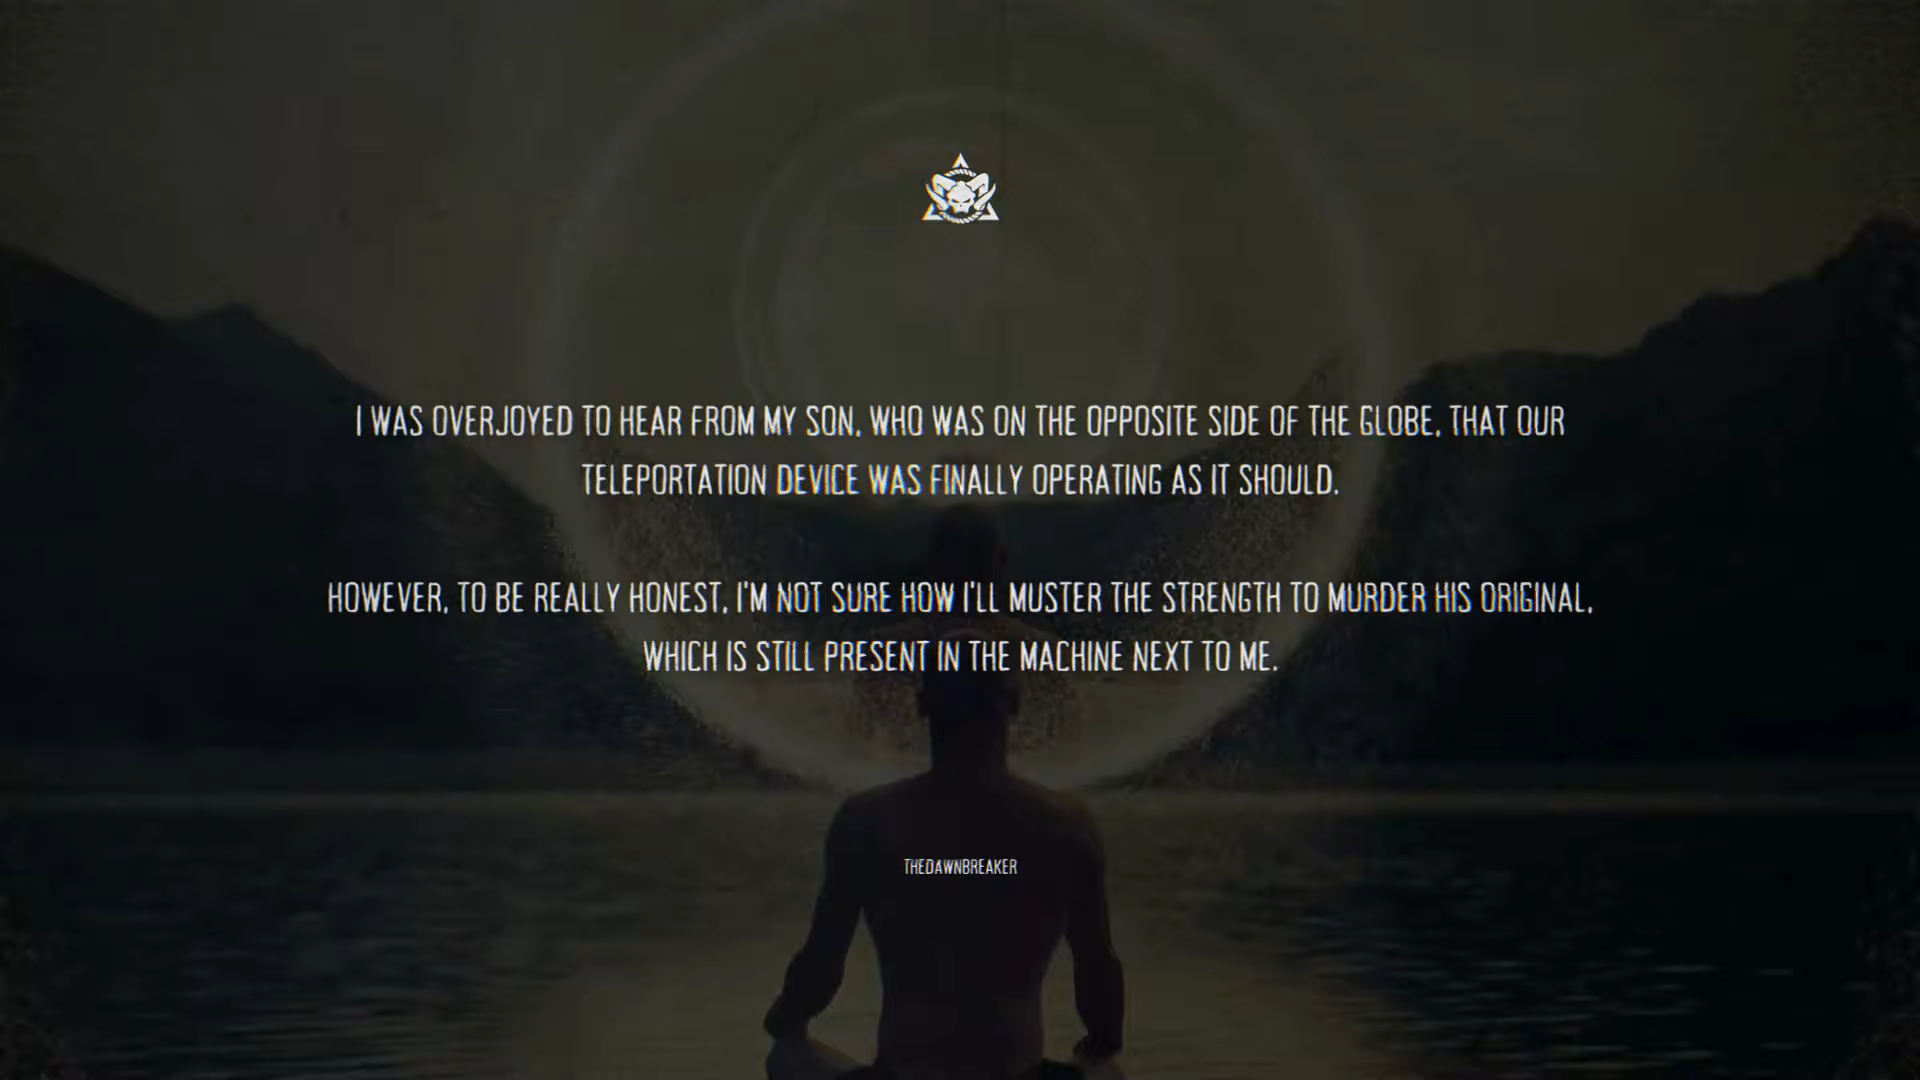 I WAS OVERJOYED TO HEAR FROM MY SON, WHO WAS ON THE OPPOSITE SIDE OF THE GLOBE, THAT OUR
TELEPORTATION DEVICE WAS FINALLY OPERATING AS IT SHOULD.
HOWEVER, TO BE REALLY HONEST, I'M NOT SURE HOW I'LL MUSTER THE STRENGTH TO MURDER HIS ORIGINAL,
WHICH IS STILL PRESENT IN THE MACHINE NEXT TO ME.
THEDAWNBREAKER